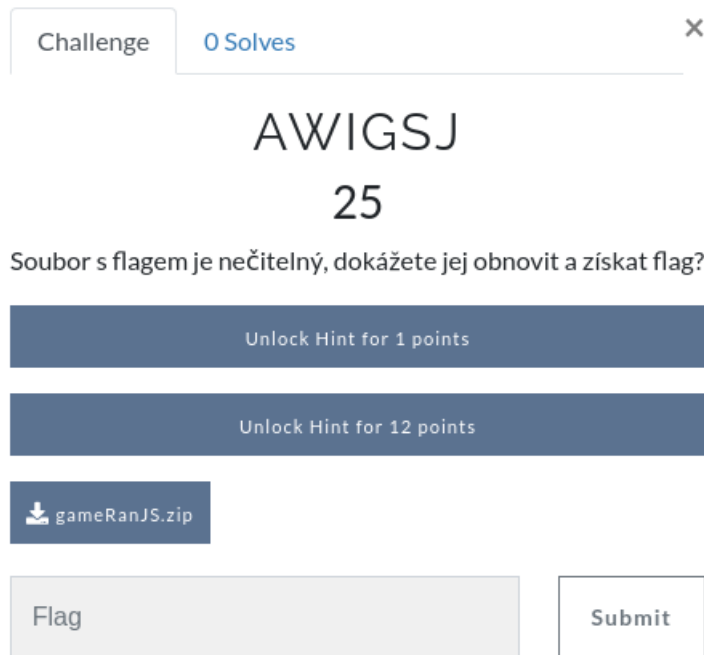 Challenge
0 Solves
×
AWIGSJ
25
Soubor s flagem je nečitelný, dokážete jej obnovit a získat flag?
Unlock Hint for 1 points
Unlock Hint for 12 points
gameRanJS.zip
Flag
Submit